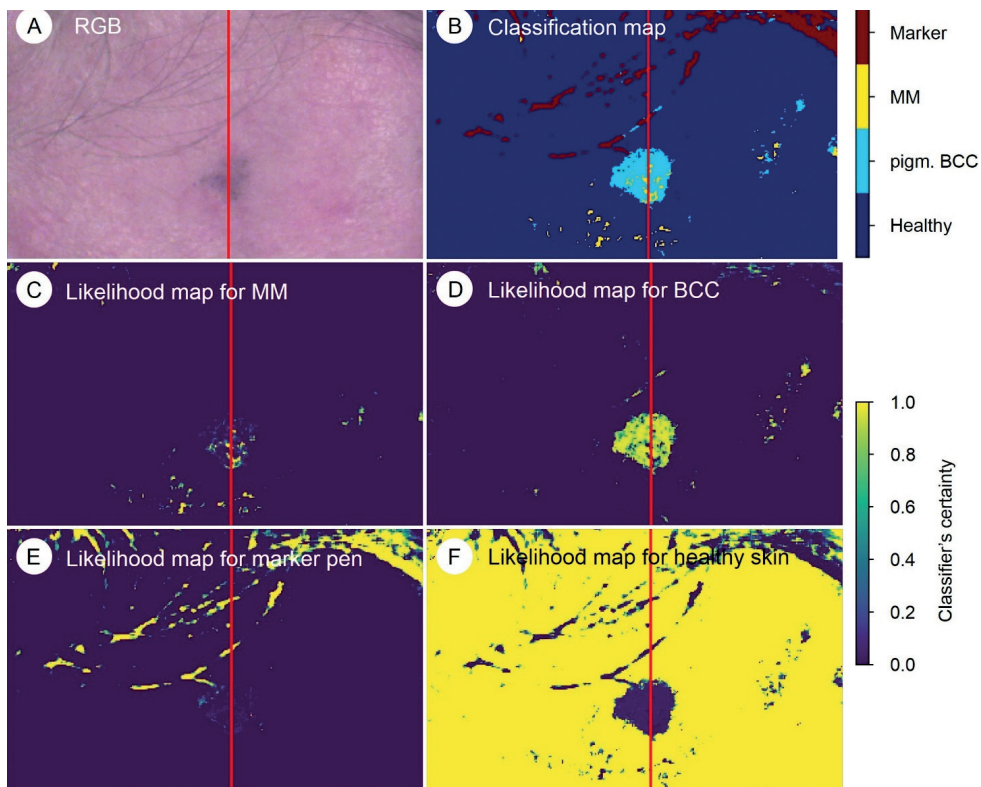 A RGB
B Classification map
Marker
MM
pigm. BCC
Healthy
C Likelihood map for MM
D Likelihood map for BCC
E Likelihood map for marker pen
F Likelihood map for healthy skin
1.0
0.8
0.6
0.4
0.2
0.0
Classifier's certainty